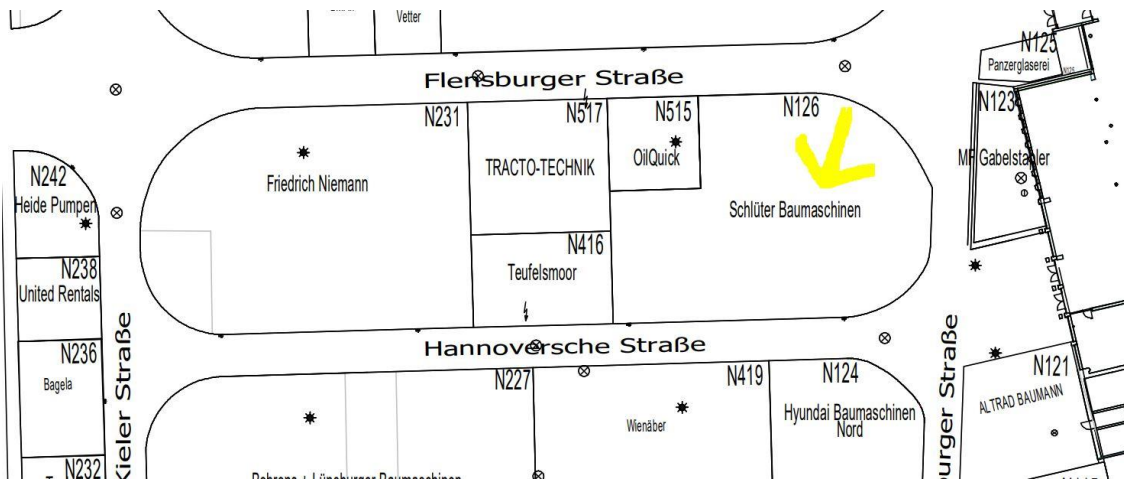 Vetter
N125
Panzerglaserei
Flensburger Straße
N231
N517
N515
N126
N123
TRACTO-TECHNIK
OilQuick
MF Gabelstapler
N242
Heide Pumpen
Friedrich Niemann
Schlüter Baumaschinen
N416
Teufelsmoor
N238
United Rentals
Hannoversche Straße
N236
Bagela
Kieler Straße
N227
N419
N124
N121
ALTRAD BAUMANN
Hyundai Baumaschinen
Nord
Wienäber
burger Straße
N232